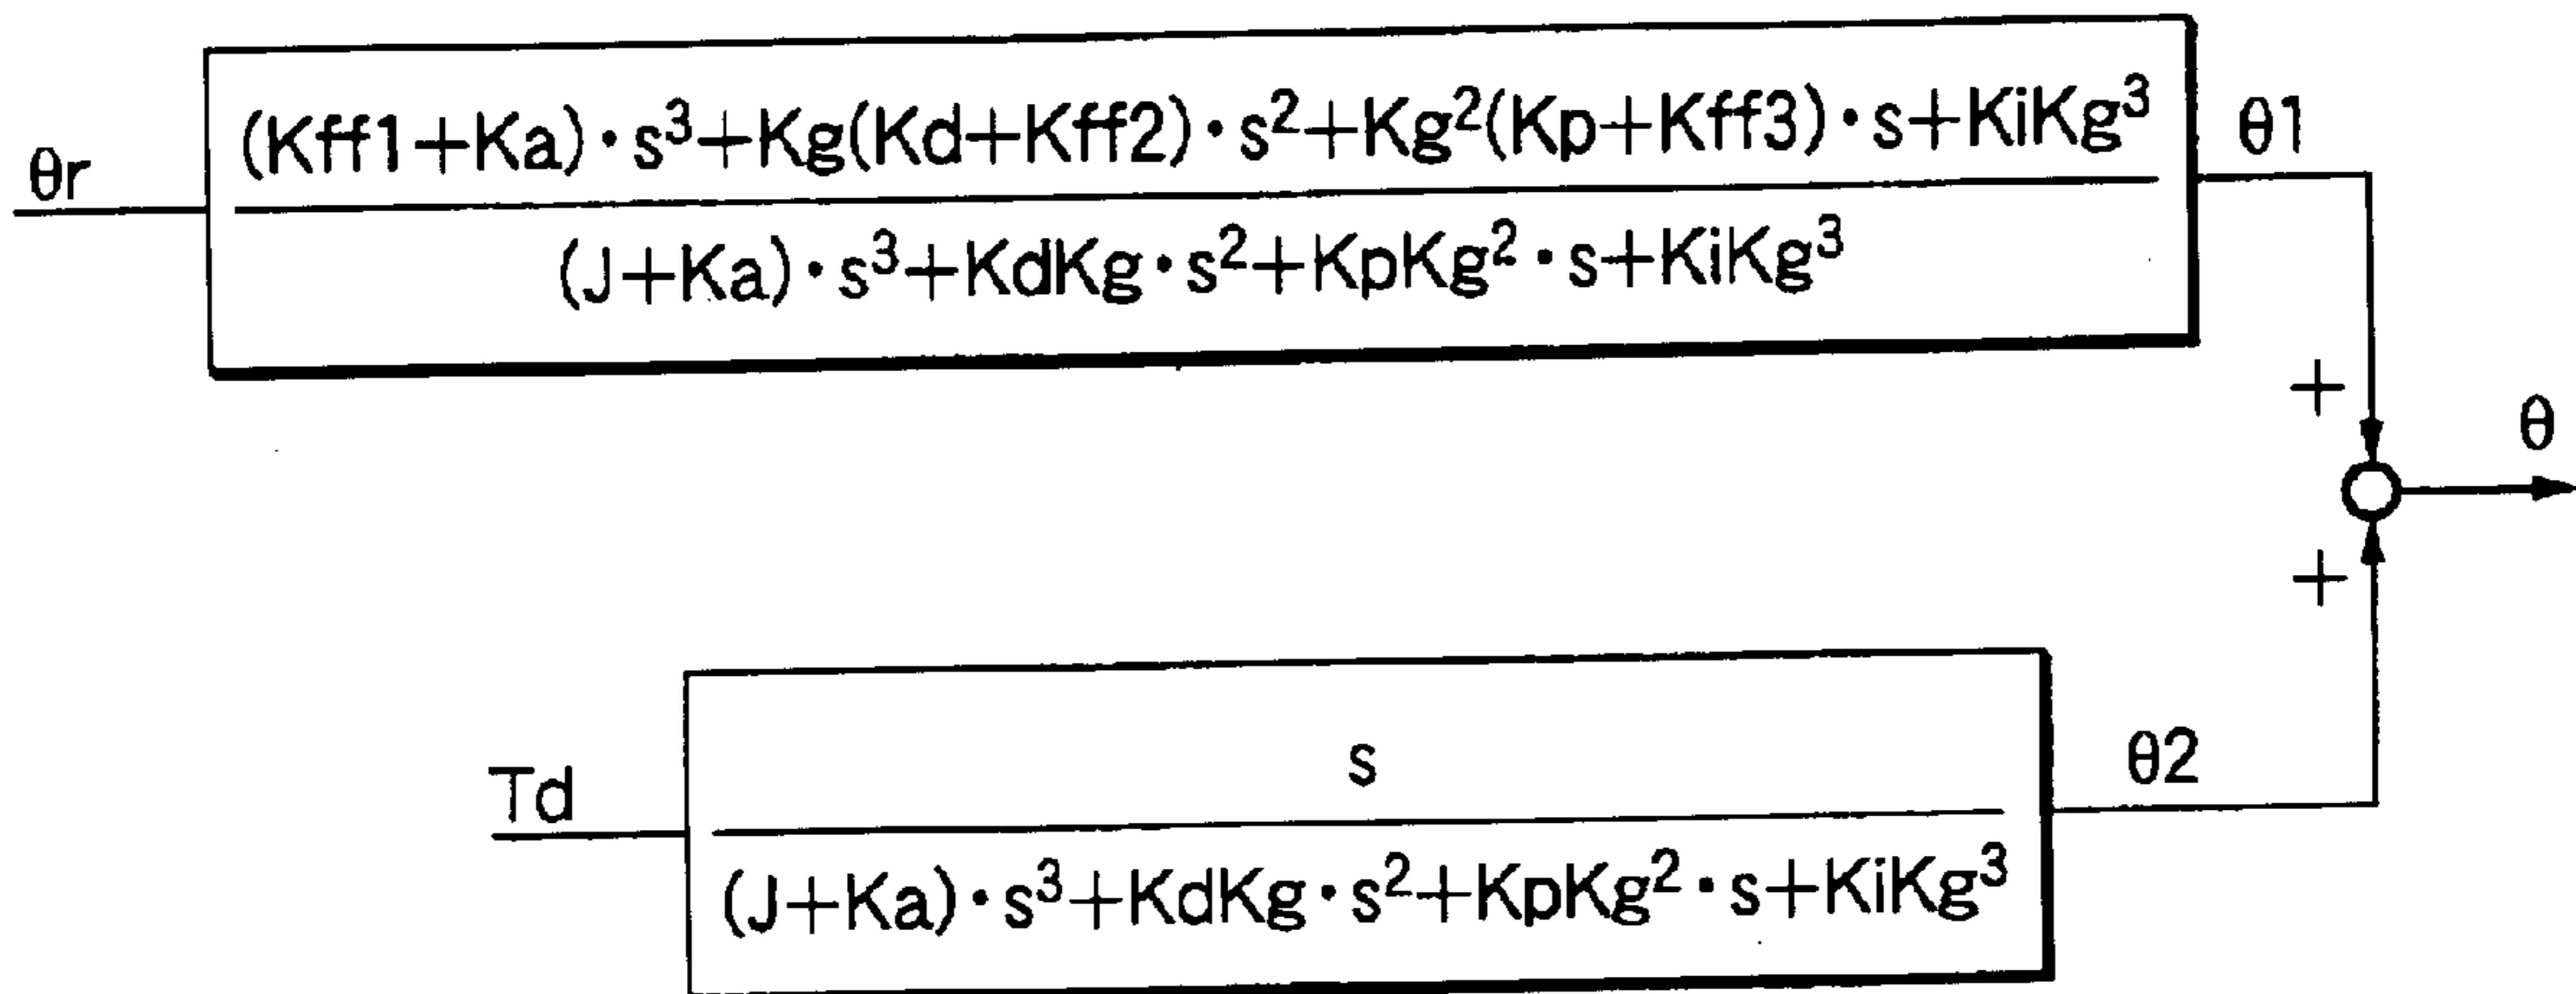 (Kff1+Ka)·s³+Kg(Kd+Kff2)·s²+Kg²(Kp+Kff3)·s+KiKg³
θr
θ1
(J+Ka)·s³+KdKg·s²+KpKg²·s+KiKg³
+
θ
+
s
Td
θ2
(J+Ka)·s³+KdKg·s²+KpKg²·s+KiKg³